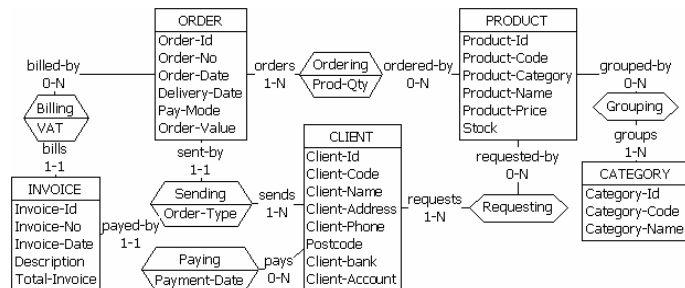 ORDER
Order-Id
Order-No
Order-Date
Delivery-Date
Pay-Mode
Order-Value
PRODUCT
Product-Id
Product-Code
Product-Category
Product-Name
Product-Price
Stock
billed-by
0-N
orders
1-N
Ordering
Prod-Qty
ordered-by
0-N
grouped-by
0-N
Billing
VAT
Grouping
bills
1-1
sent-by
1-1
CLIENT
Client-Id
Client-Code
Client-Name
Client-Address
Client-Phone
Postcode
Client-bank
Client-Account
requested-by
0-N
groups
1-N
INVOICE
Invoice-Id
Invoice-No
Invoice-Date
Description
Total-Invoice
payed-by
1-1
Sending
Order-Type
sends
1-N
requests
1-N
Requesting
CATEGORY
Category-Id
Category-Code
Category-Name
Paying
Payment-Date
pays
0-N